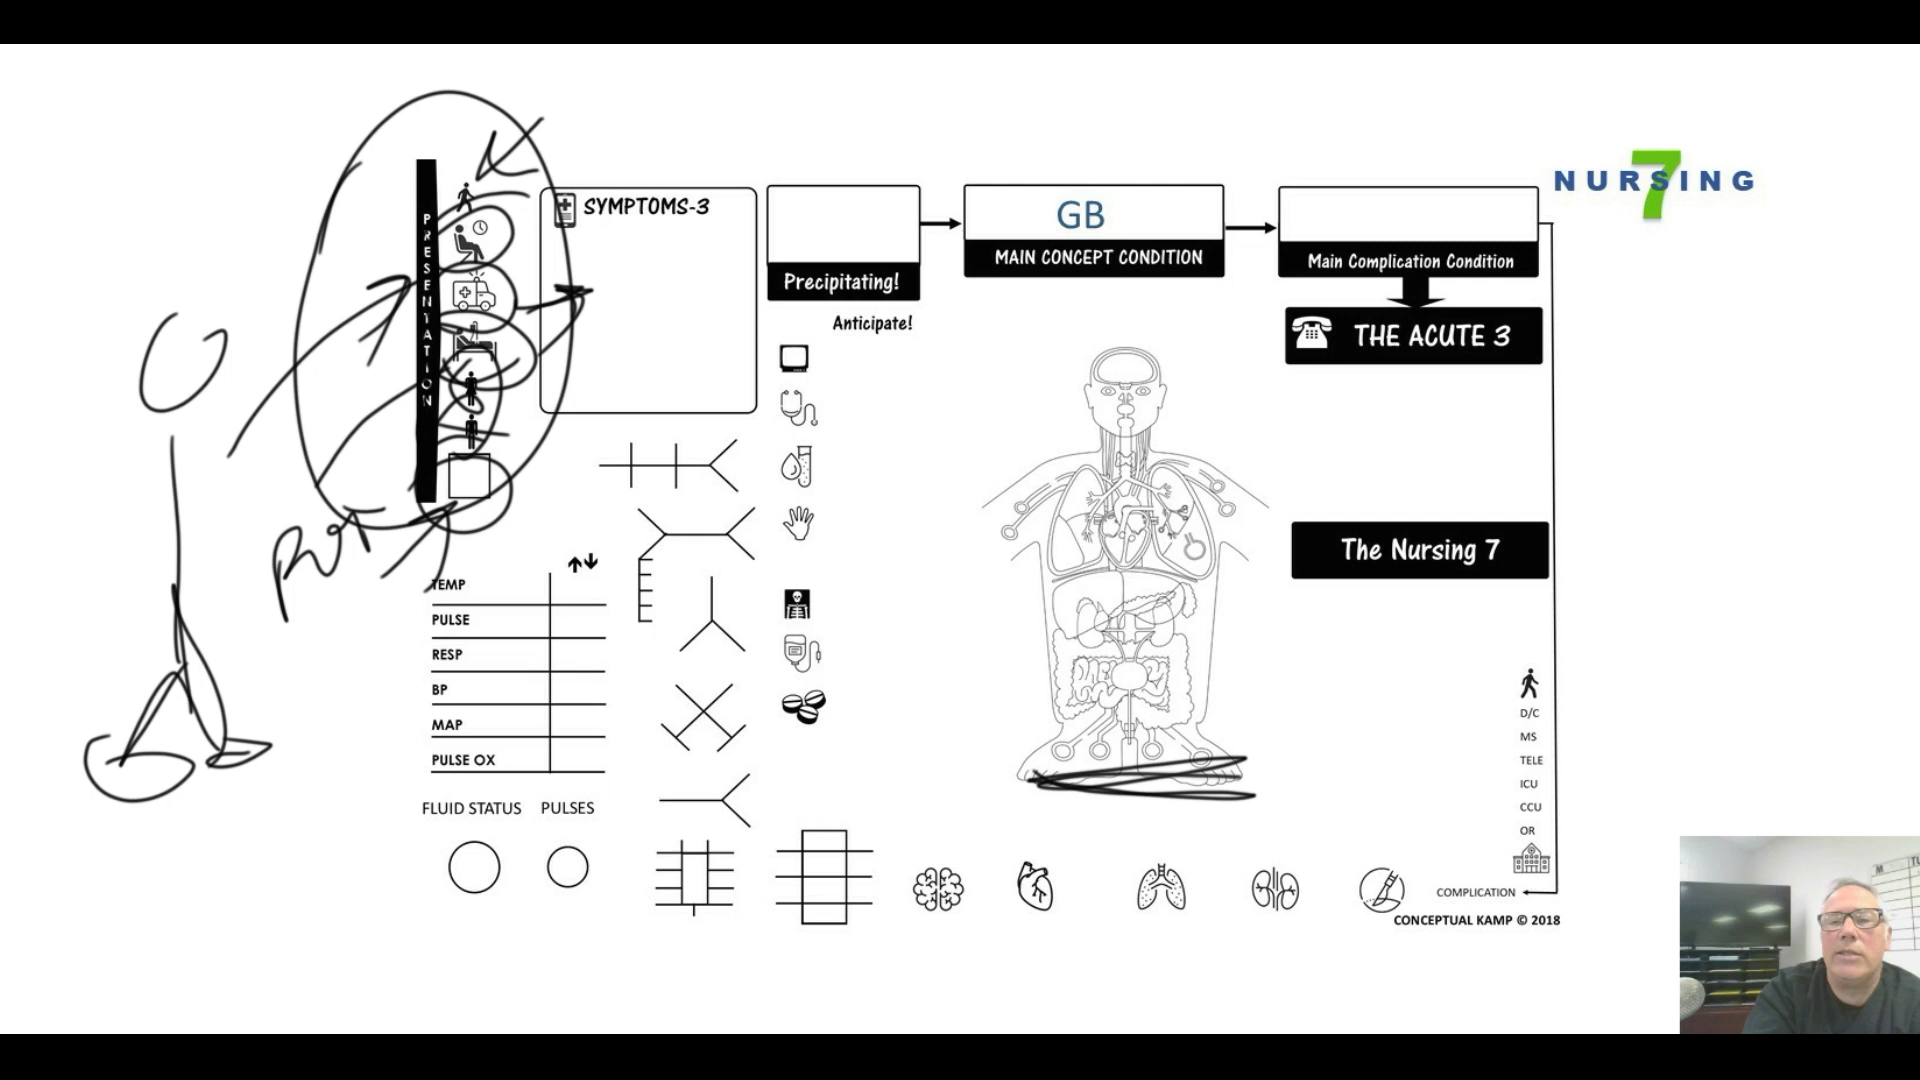 NURSING
7
PRESENTATION
SYMPTOMS-3
Precipitating!
Anticipate!
GB
MAIN CONCEPT CONDITION
Main Complication Condition
THE ACUTE 3
The Nursing 7
TEMP
PULSE
RESP
BP
MAP
PULSE OX
FLUID STATUS PULSES
D/C
MS
TELE
ICU
CCU
OR
COMPLICATION
CONCEPTUAL KAMP © 2018